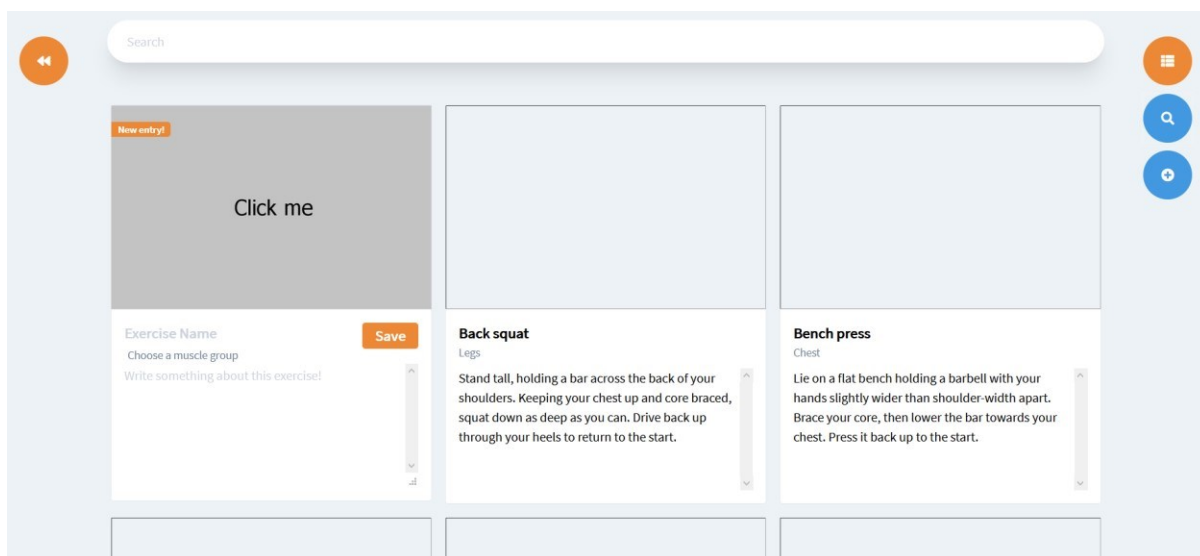 Search
New entry!
Click me
Exercise Name
Save
Choose a muscle group
Write something about this exercise!
Back squat
Legs
Stand tall, holding a bar across the back of your
shoulders. Keeping your chest up and core braced,
squat down as deep as you can. Drive back up
through your heels to return to the start.
Bench press
Chest
Lie on a flat bench holding a barbell with your
hands slightly wider than shoulder-width apart.
Brace your core, then lower the bar towards your
chest. Press it back up to the start.